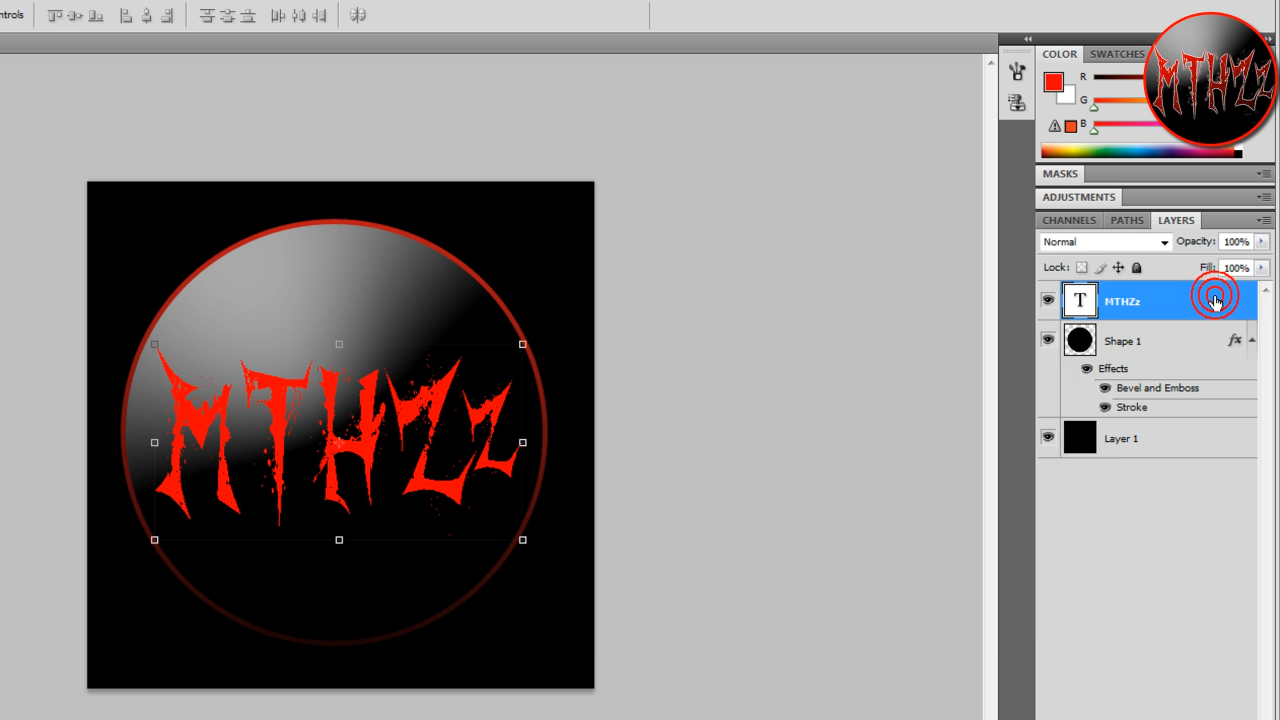 ntrols
COLOR SWATCHES
R
G
B
MTHZz
MASKS
ADJUSTMENTS
CHANNELS PATHS LAYERS
Normal Opacity: 100%
Lock: Fill: 100%
T MTHZz
Shape 1 fx
Effects
Bevel and Emboss
Stroke
Layer 1
MTHZz